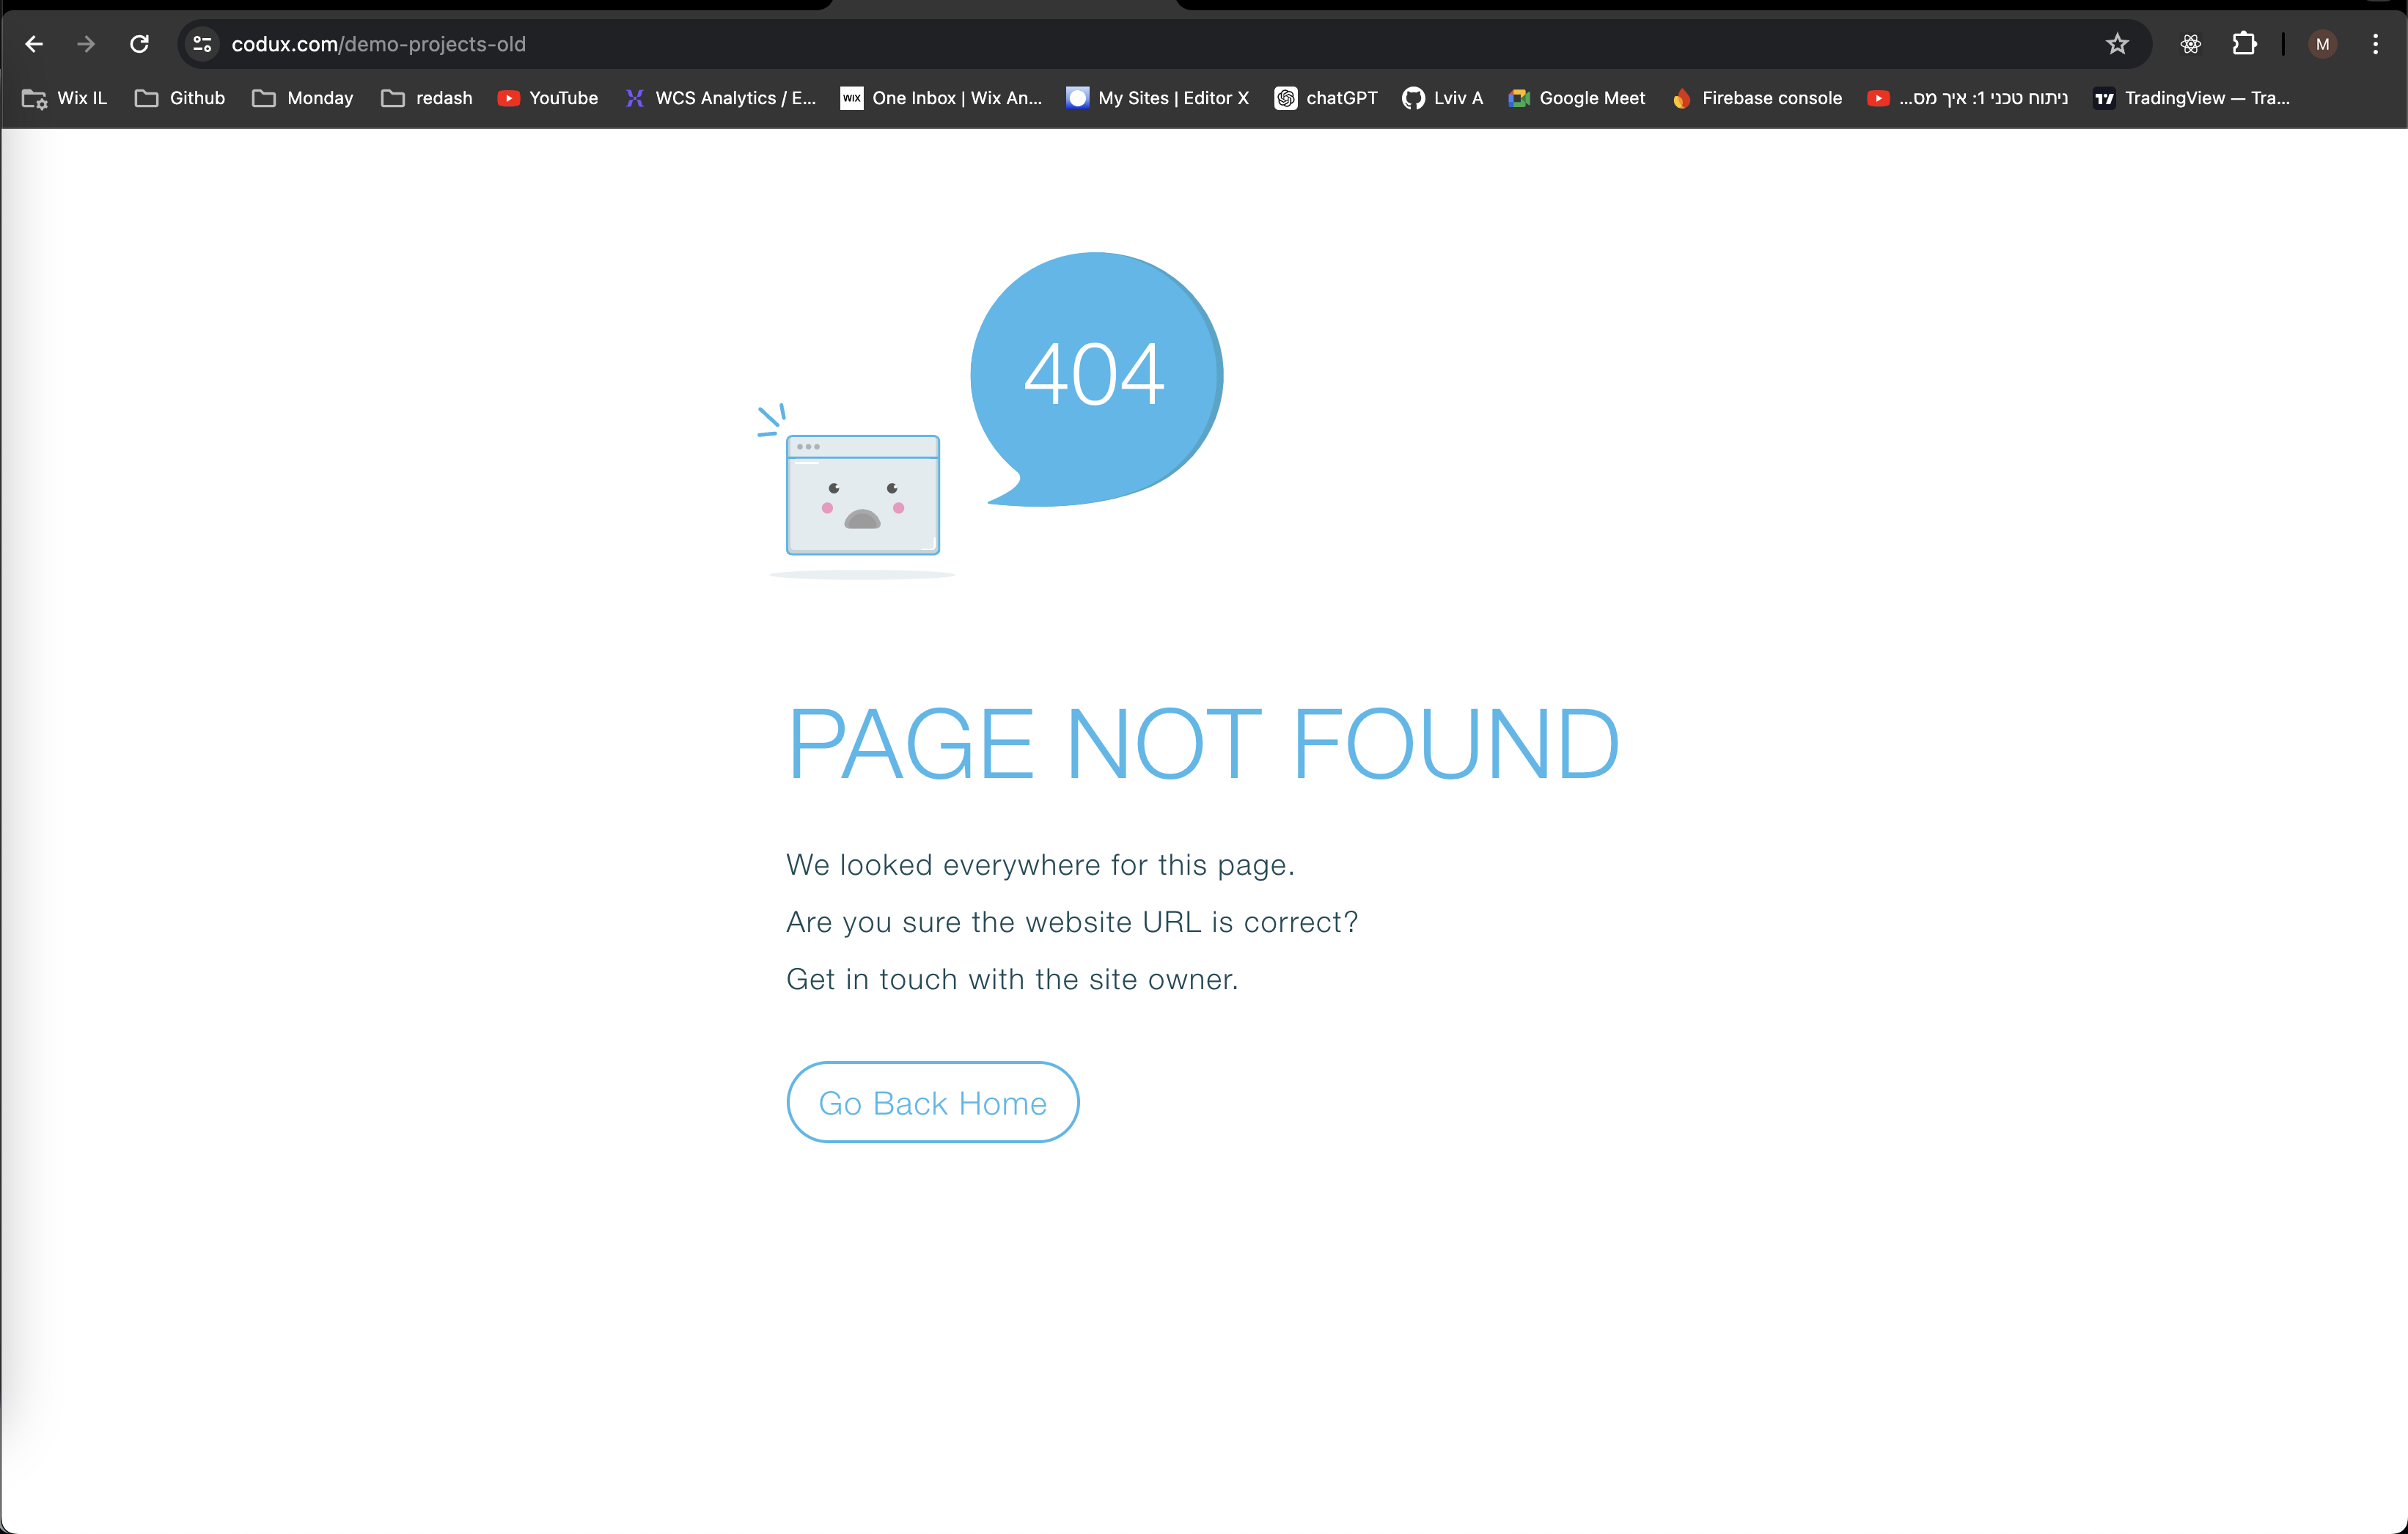 codux.com/demo-projects-old
M
Wix IL
Github
Monday
redash
YouTube
WCS Analytics / E...
WIX
One Inbox | Wix An...
My Sites | Editor X
chatGPT
Lviv A
Google Meet
Firebase console
ניתוח טכני 1: איך מס...
TradingView — Tra...
404
PAGE NOT FOUND
We looked everywhere for this page.
Are you sure the website URL is correct?
Get in touch with the site owner.
Go Back Home